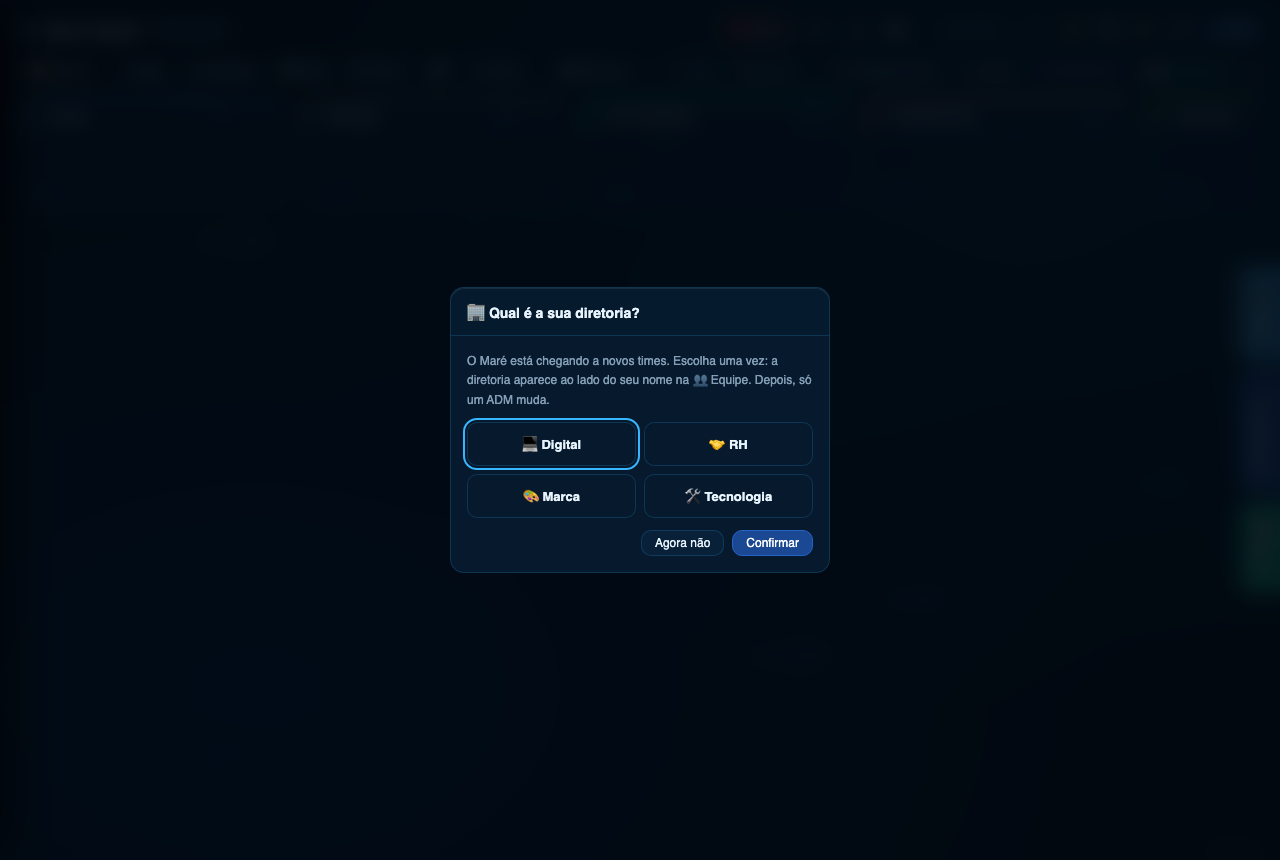 🏢 Qual é a sua diretoria?
O Maré está chegando a novos times. Escolha uma vez: a
diretoria aparece ao lado do seu nome na 👥 Equipe. Depois, só
um ADM muda.
💻 Digital
🤝 RH
🎨 Marca
🛠️ Tecnologia
Agora não
Confirmar